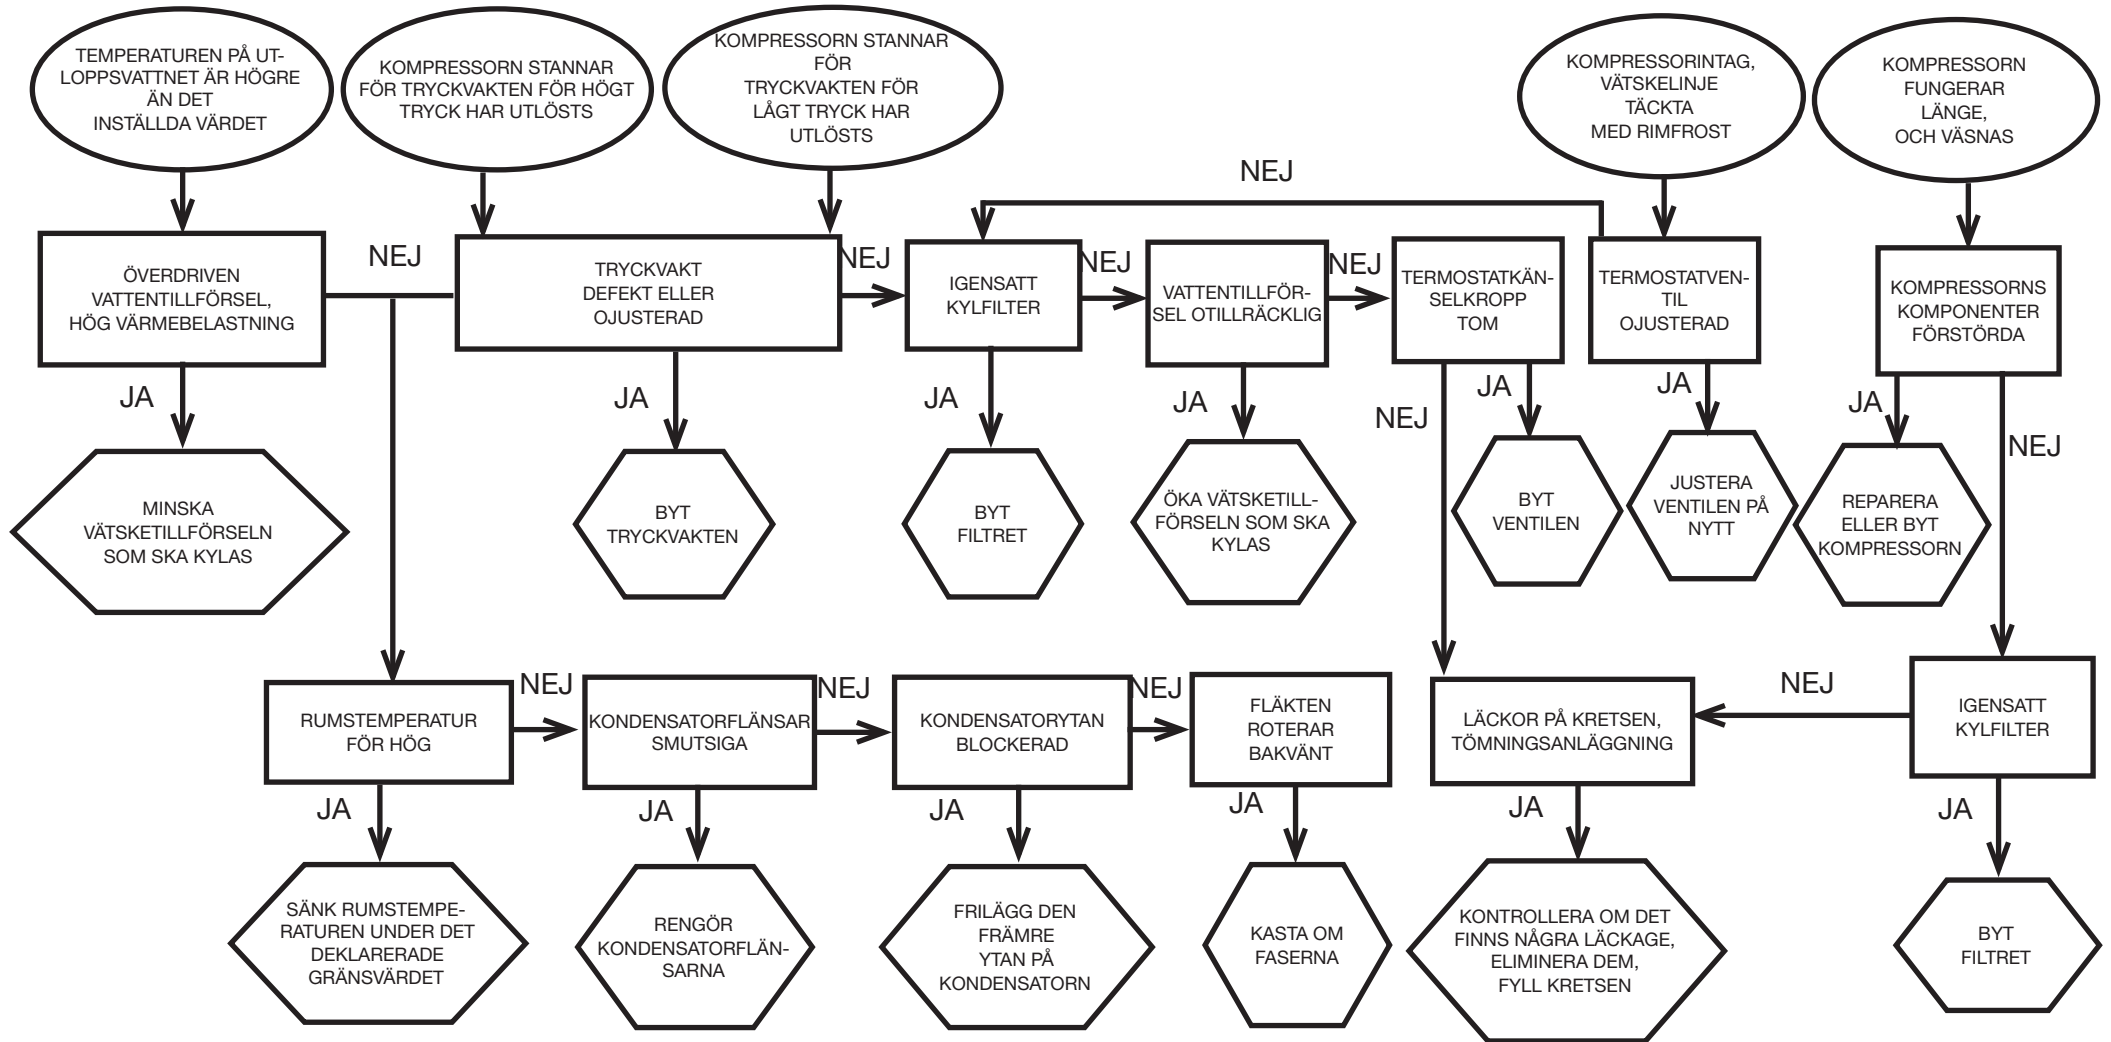 TEMPERATUREN PÅ UT-
LOPPSVATTNET ÄR HÖGRE
ÄN DET
INSTÄLLDA VÄRDET
KOMPRESSORN STANNAR
FÖR TRYCKVAKTEN FÖR HÖGT
TRYCK HAR UTLÖSTS
KOMPRESSORN STANNAR
FÖR
TRYCKVAKTEN FÖR
LÅGT TRYCK HAR
UTLÖSTS
KOMPRESSORINTAG,
VÄTSKELINJE
TÄCKTA
MED RIMFROST
KOMPRESSORN
FUNGERAR
LÄNGE,
OCH VÄSNAS
NEJ
ÖVERDRIVEN
VATTENTILLFÖRSEL,
HÖG VÄRMEBELASTNING
NEJ
TRYCKVAKT
DEFEKT ELLER
OJUSTERAD
NEJ
IGENSATT
KYLFILTER
NEJ
VATTENTILLFÖR-
SEL OTILLRÄCKLIG
NEJ
TERMOSTATKÄN-
SELKROPP
TOM
TERMOSTATVEN-
TIL
OJUSTERAD
KOMPRESSORNS
KOMPONENTER
FÖRSTÖRDA
JA
JA
JA
JA
NEJ
JA
JA
JA
NEJ
MINSKA
VÄTSKETILLFÖRSELN
SOM SKA KYLAS
BYT
TRYCKVAKTEN
BYT
FILTRET
ÖKA VÄTSKETILL-
FÖRSELN SOM SKA
KYLAS
BYT
VENTILEN
JUSTERA
VENTILEN PÅ
NYTT
REPARERA
ELLER BYT
KOMPRESSORN
RUMSTEMPERATUR
FÖR HÖG
NEJ
KONDENSATORFLÄNSAR
SMUTSIGA
NEJ
KONDENSATORYTAN
BLOCKERAD
NEJ
FLÄKTEN
ROTERAR
BAKVÄNT
LÄCKOR PÅ KRETSEN,
TÖMNINGSANLÄGGNING
NEJ
IGENSATT
KYLFILTER
JA
JA
JA
JA
JA
JA
SÄNK RUMSTEMPE-
RATUREN UNDER DET
DEKLARERADE
GRÄNSVÄRDET
RENGÖR
KONDENSATORFLÄN-
SARNA
FRILÄGG DEN
FRÄMRE
YTAN PÅ
KONDENSATORN
KASTA OM
FASERNA
KONTROLLERA OM DET
FINNS NÅGRA LÄCKAGE,
ELIMINERA DEM,
FYLL KRETSEN
BYT
FILTRET